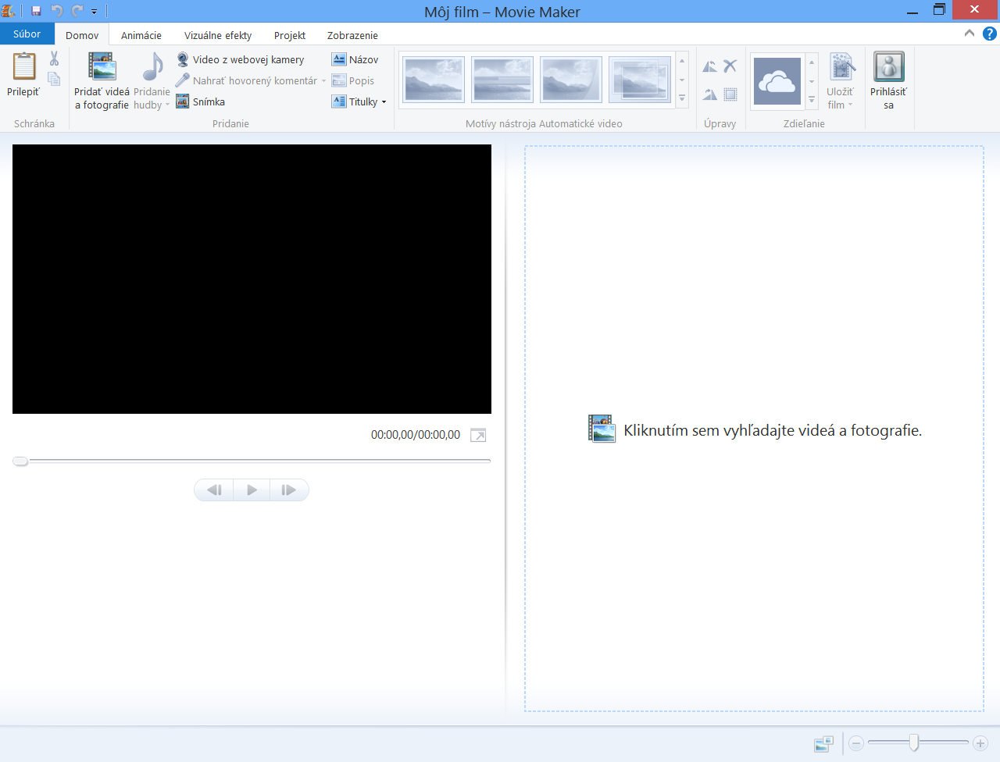 Môj film – Movie Maker
Súbor
Domov
Animácie
Vizuálne efekty
Projekt
Zobrazenie
Prilepiť
Schránka
Pridať videá
a fotografie
Pridanie
hudby
Video z webovej kamery
Nahrať hovorený komentár
Snímka
Názov
Popis
Titulky
Pridanie
Motívy nástroja Automatické video
Úpravy
Uložiť
film
Zdieľanie
Prihlásiť
sa
00:00,00/00:00,00
Kliknutím sem vyhľadajte videá a fotografie.